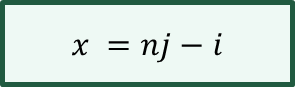 x = nj − i